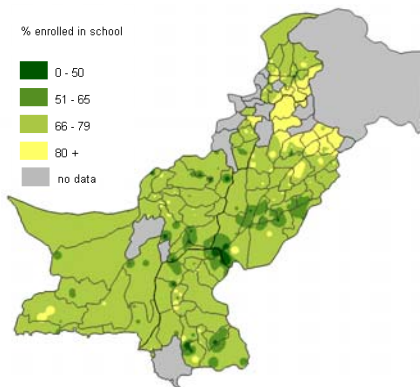 % enrolled in school
0 - 50
51 - 65
66 - 79
80 +
no data